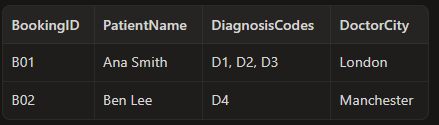 BookingID PatientName DiagnosisCodes DoctorCity
B01 Ana Smith D1, D2, D3 London
B02 Ben Lee D4 Manchester